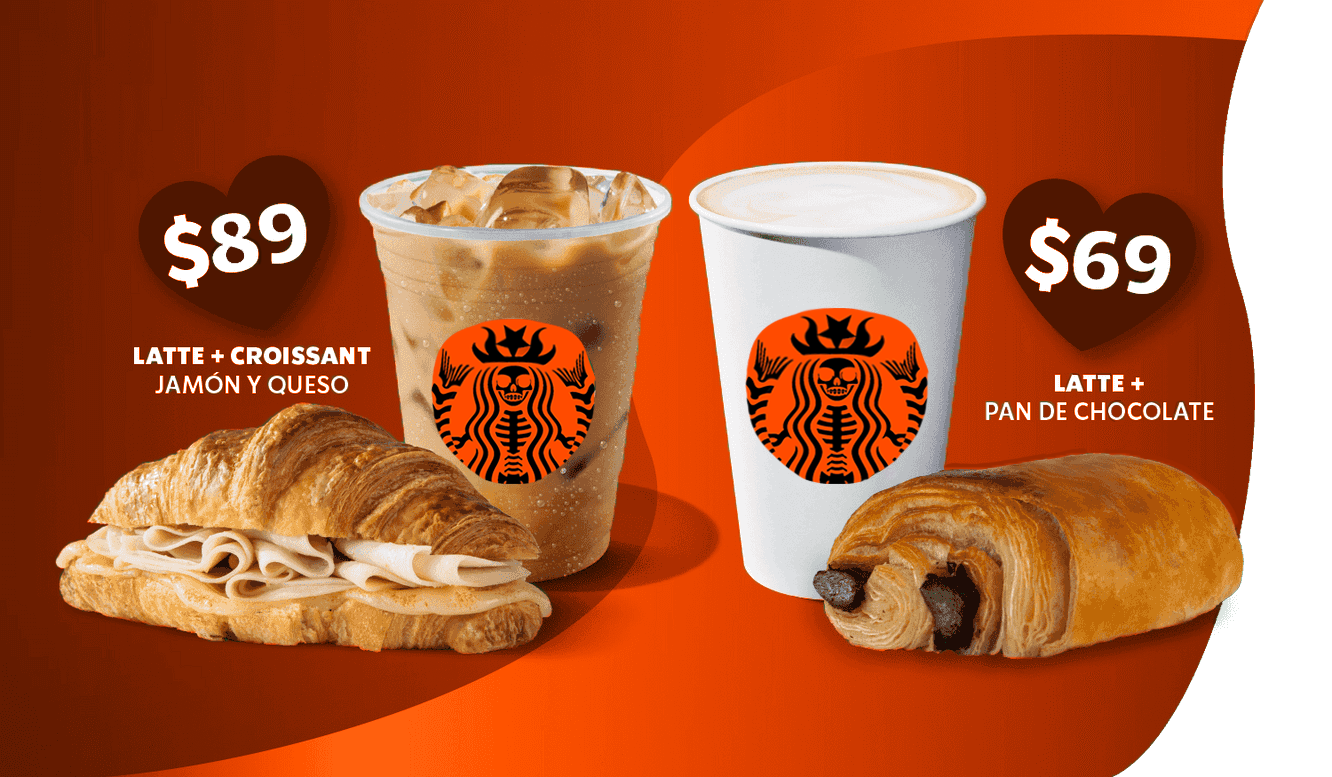 $89
LATTE + CROISSANT
JAMÓN Y QUESO
$69
LATTE +
PAN DE CHOCOLATE